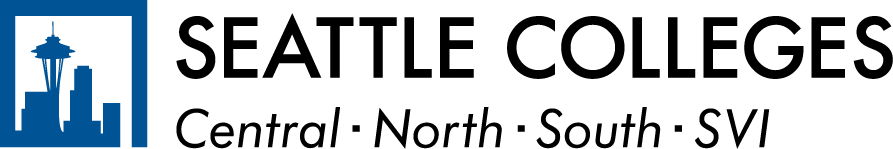 SEATTLE COLLEGES
Central · North · South · SVI